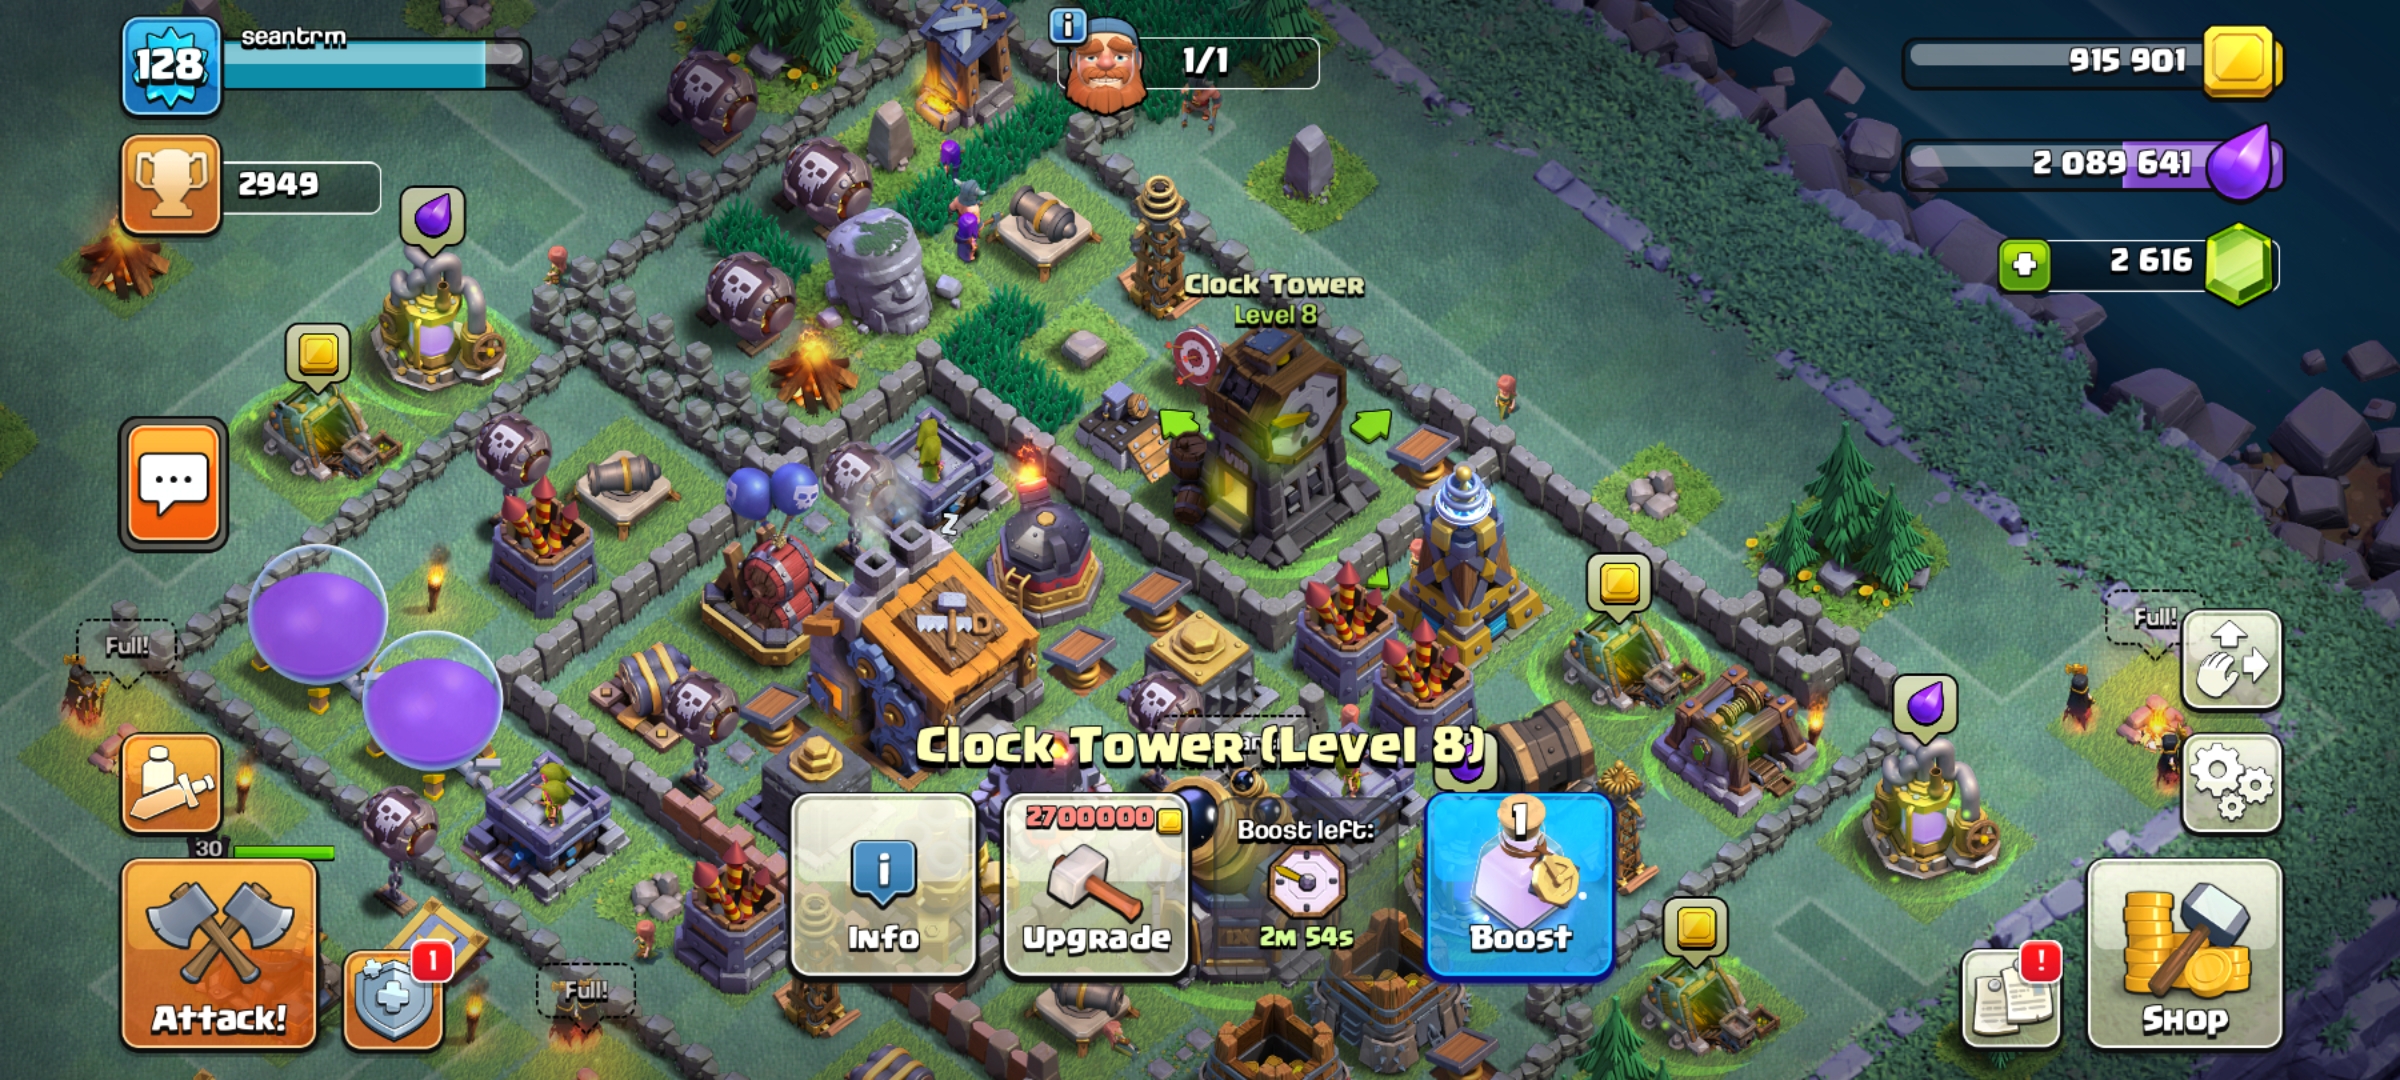 128
seantrm
1/1
915 901
2949
2 089 641
2 616
Clock Tower
Level 8
Z
Full!
Full!
Clock Tower (Level 8)
30
2700000
Boost left:
1
Info
Upgrade
2M 54s
Boost
Attack!
1
Full!
!
Shop